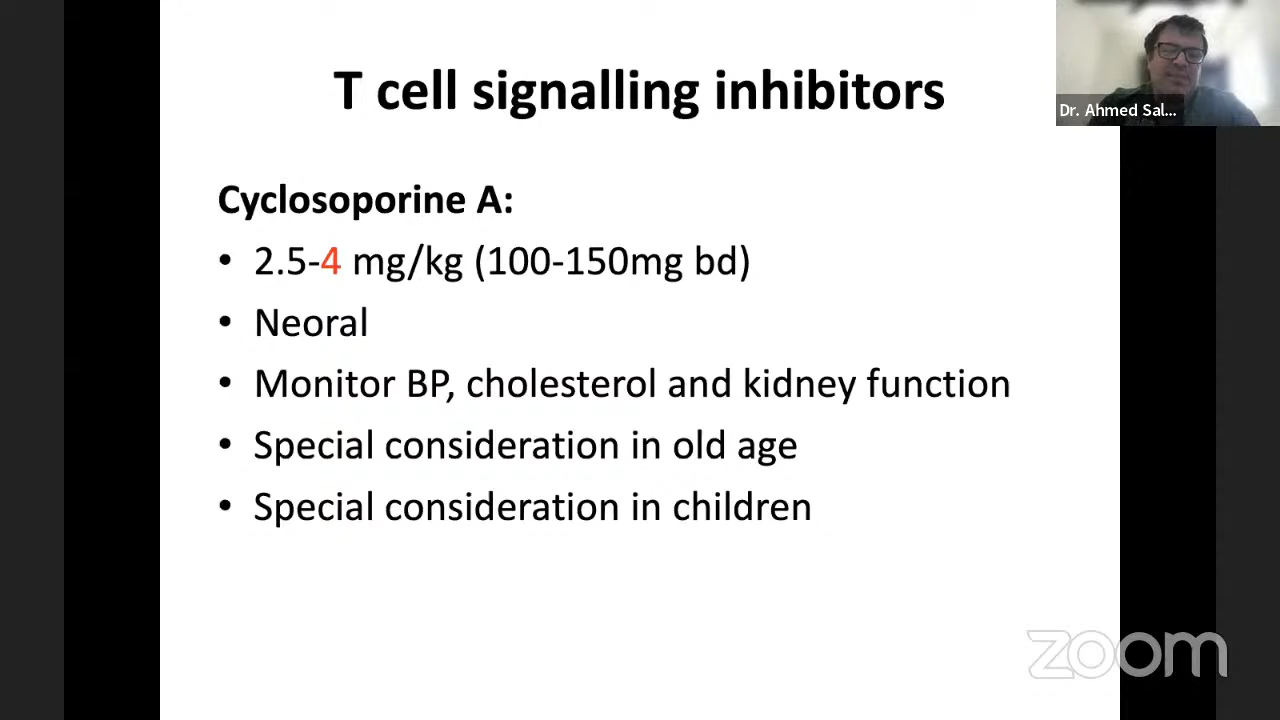 T cell signalling inhibitors
Dr. Ahmed Sal...
Cyclosoporine A:
• 2.5-4 mg/kg (100-150mg bd)
• Neoral
• Monitor BP, cholesterol and kidney function
• Special consideration in old age
• Special consideration in children
zoom